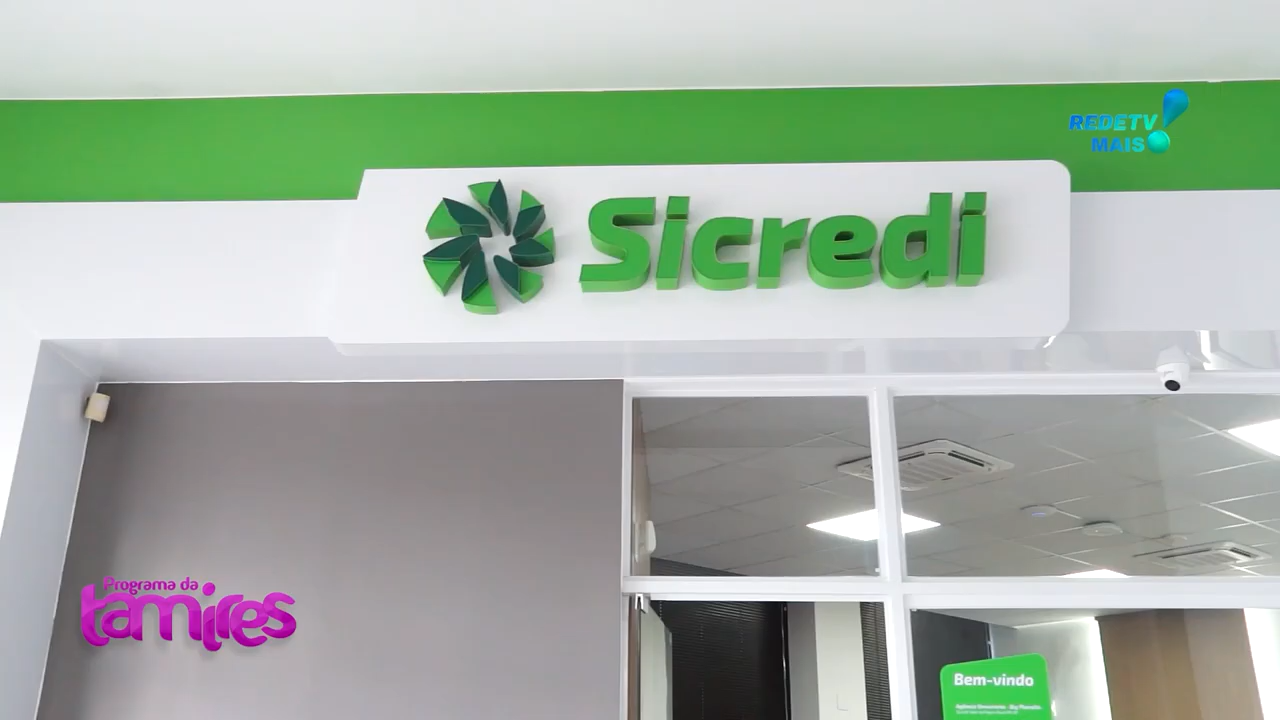 REDETV!
MAIS
Sicredi
Programa da
tamires
Bem-vindo